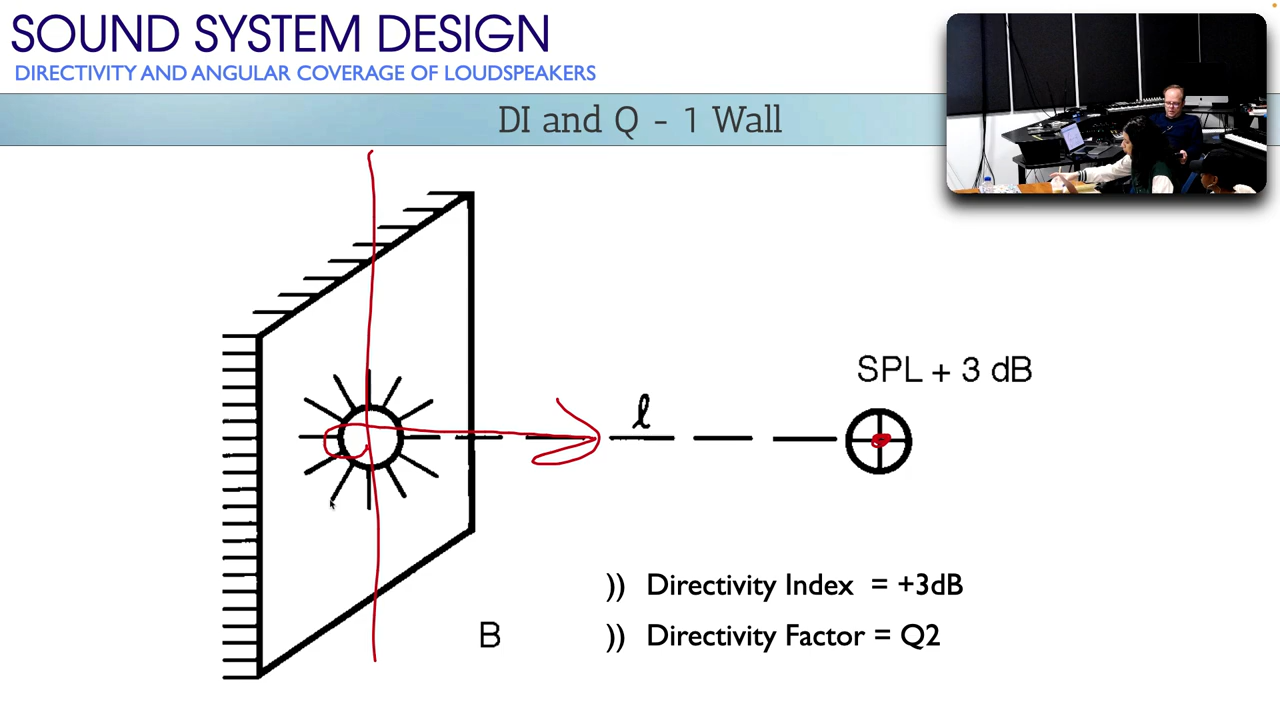 SOUND SYSTEM DESIGN
DIRECTIVITY AND ANGULAR COVERAGE OF LOUDSPEAKERS
DI and Q - 1 Wall
SPL + 3 dB
ℓ
)) Directivity Index = +3dB
)) Directivity Factor = Q2
B